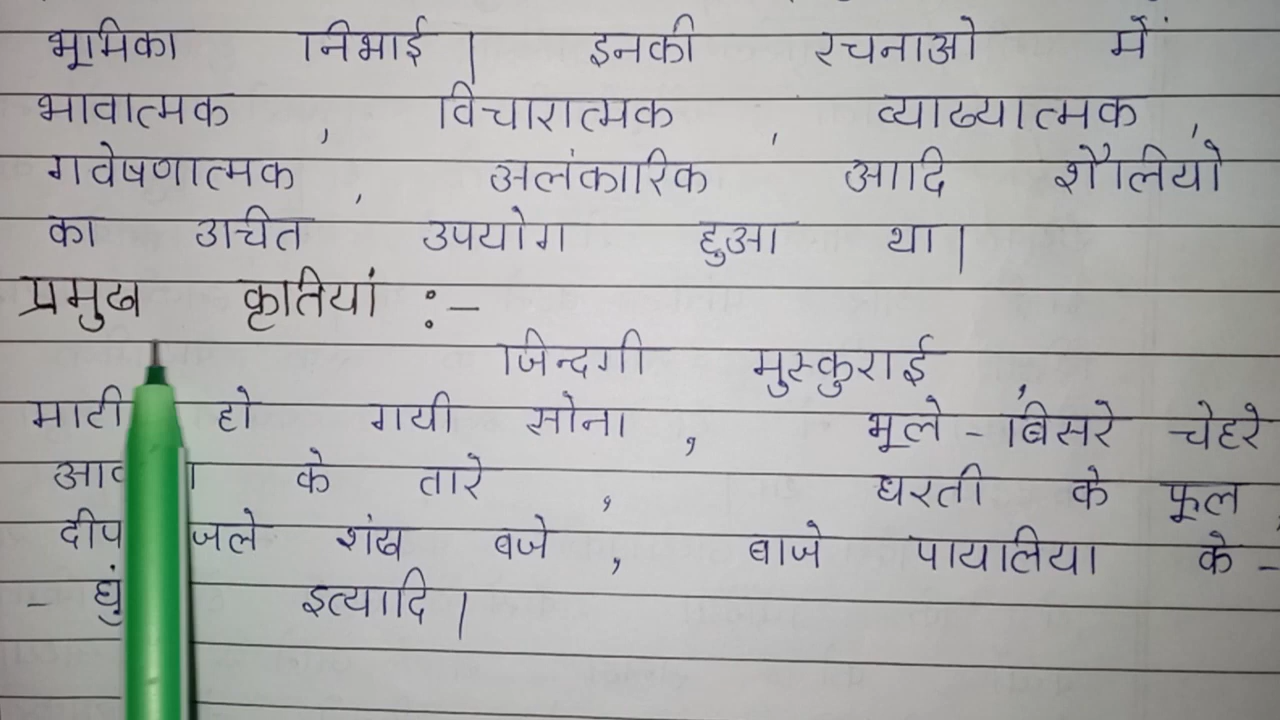 भूमिका निभाई। इनकी रचनाओ में
भावात्मक, विचारात्मक, व्याख्यात्मक,
गवेषणात्मक, अलंकारिक आदि शैलियो
का उचित उपयोग हुआ था।
प्रमुख कृतियां :-
जिन्दगी मुस्कुराई,
माटी हो गयी सोना, भूले-बिसरे चेहरे
के तारे, धरती के फूल,
दीप जले शंख बजे, बाजे पायालिया के-
- इत्यादि।